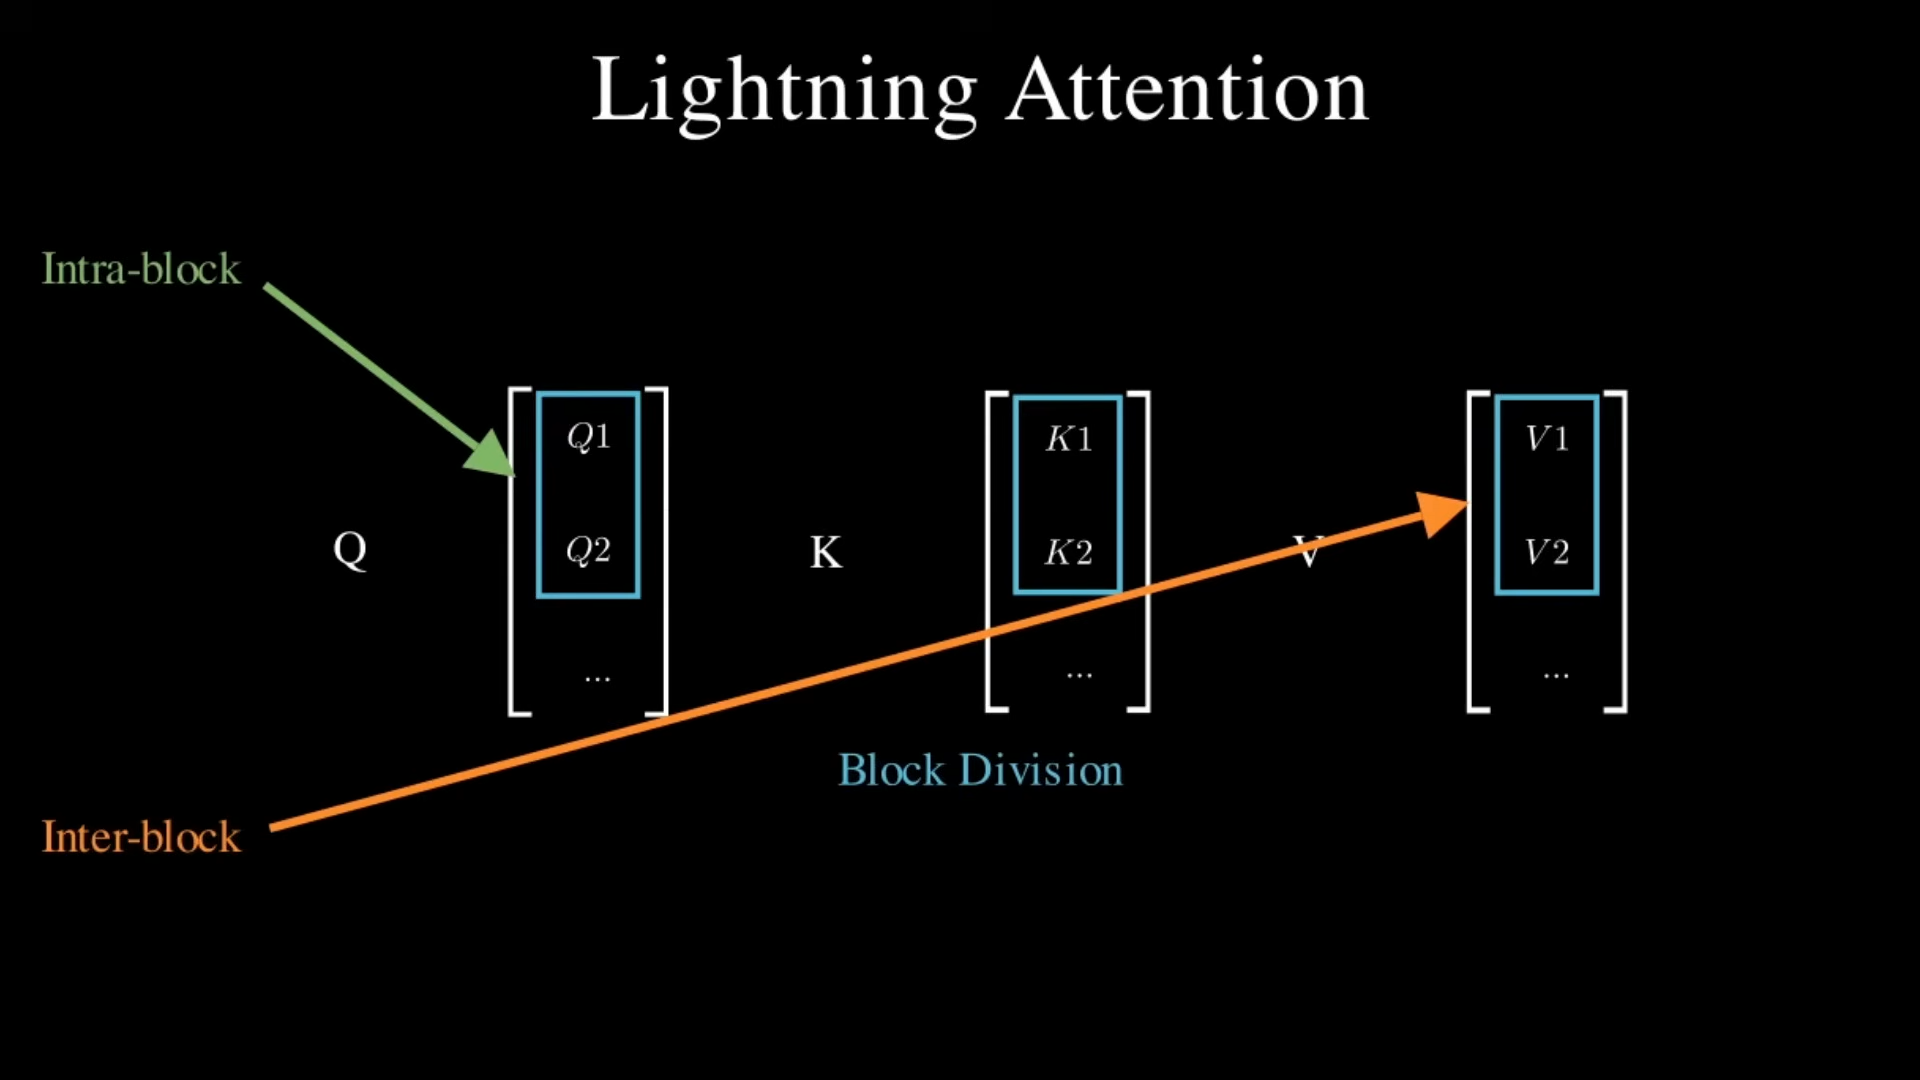 Lightning Attention
Intra-block
Q
Q1
Q2
...
K
K1
K2
...
V
V1
V2
...
Block Division
Inter-block